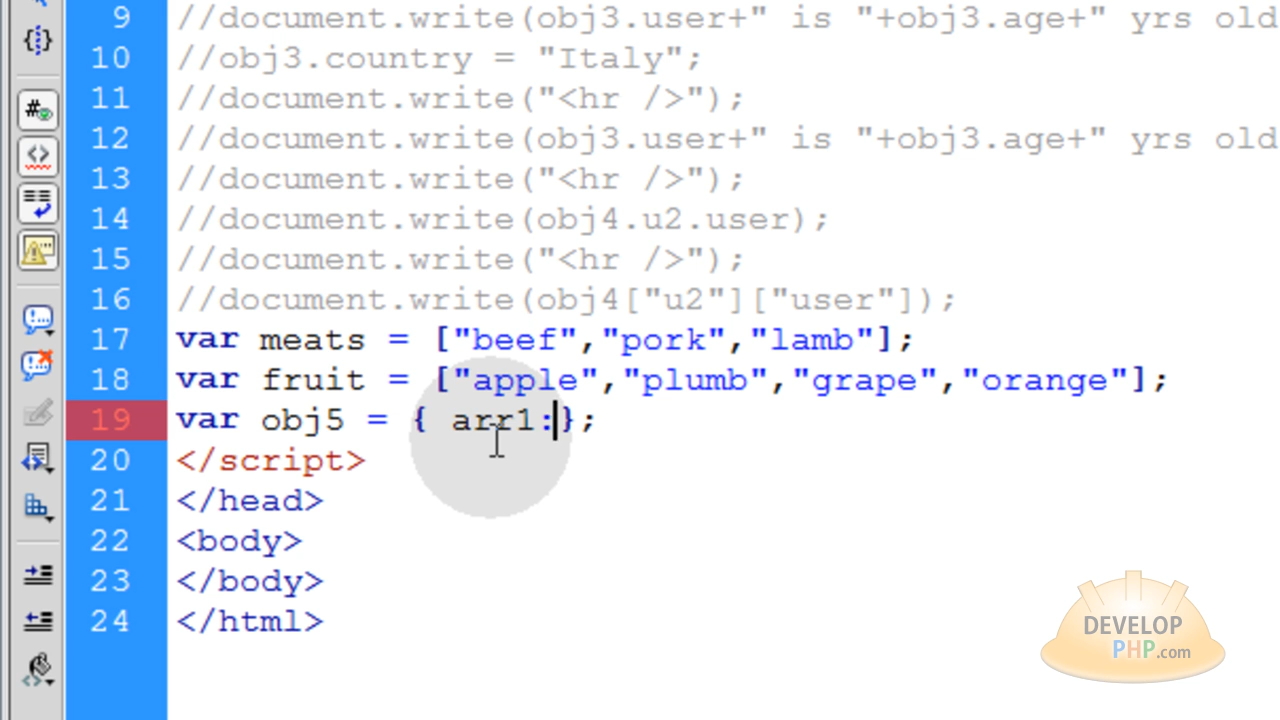 9 //document.write(obj3.user+" is "+obj3.age+" yrs old
10 //obj3.country = "Italy";
11 //document.write("<hr />");
12 //document.write(obj3.user+" is "+obj3.age+" yrs old
13 //document.write("<hr />");
14 //document.write(obj4.u2.user);
15 //document.write("<hr />");
16 //document.write(obj4["u2"]["user"]);
17 var meats = ["beef","pork","lamb"];
18 var fruit = ["apple","plumb","grape","orange"];
19 var obj5 = { arr1:};
20 </script>
21 </head>
22 <body>
23 </body>
24 </html>
DEVELOP
PHP.com